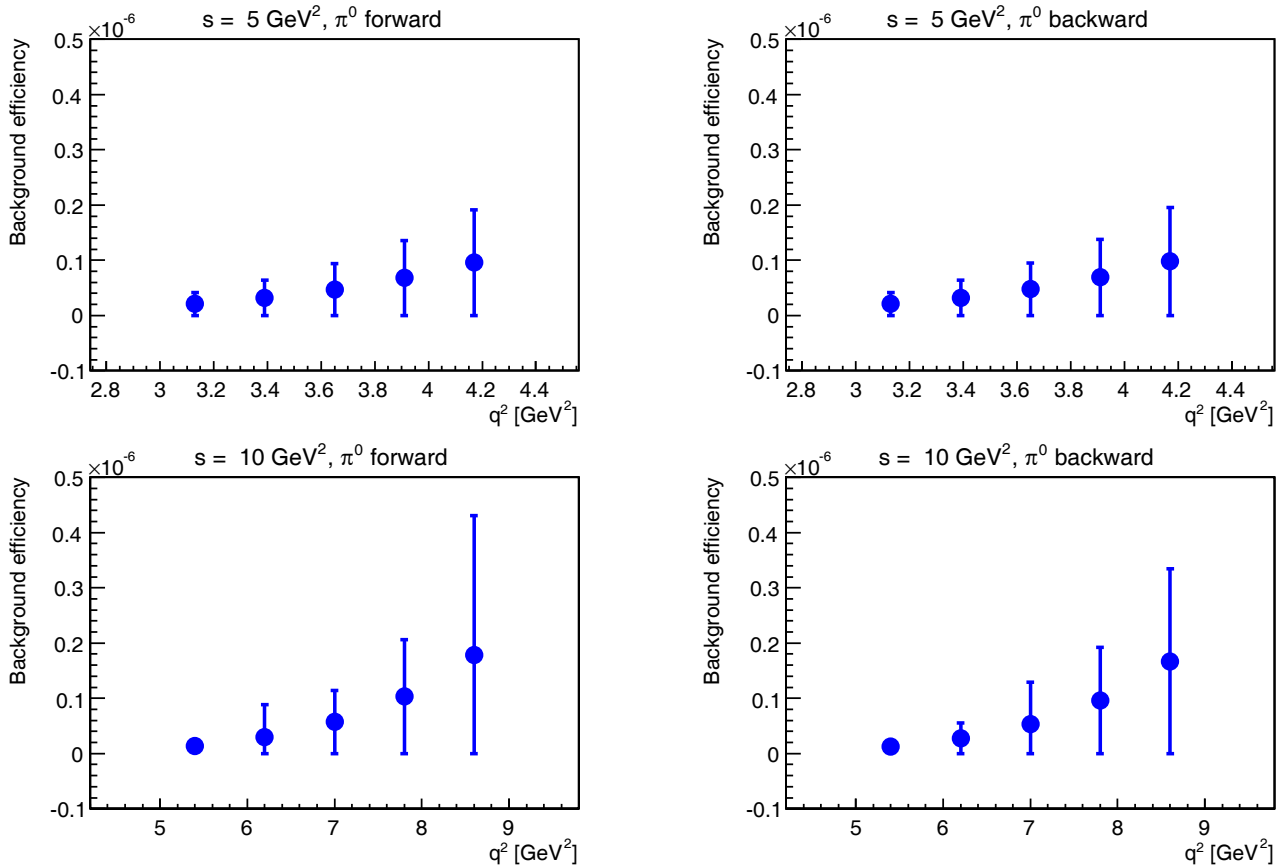 ×10⁻⁶ s = 5 GeV², π⁰ forward
Background efficiency
0.5
0.4
0.3
0.2
0.1
0
-0.1
2.8 3 3.2 3.4 3.6 3.8 4 4.2 4.4
q² [GeV²]
×10⁻⁶ s = 5 GeV², π⁰ backward
Background efficiency
0.5
0.4
0.3
0.2
0.1
0
-0.1
2.8 3 3.2 3.4 3.6 3.8 4 4.2 4.4
q² [GeV²]
×10⁻⁶ s = 10 GeV², π⁰ forward
Background efficiency
0.5
0.4
0.3
0.2
0.1
0
-0.1
5 6 7 8 9
q² [GeV²]
×10⁻⁶ s = 10 GeV², π⁰ backward
Background efficiency
0.5
0.4
0.3
0.2
0.1
0
-0.1
5 6 7 8 9
q² [GeV²]